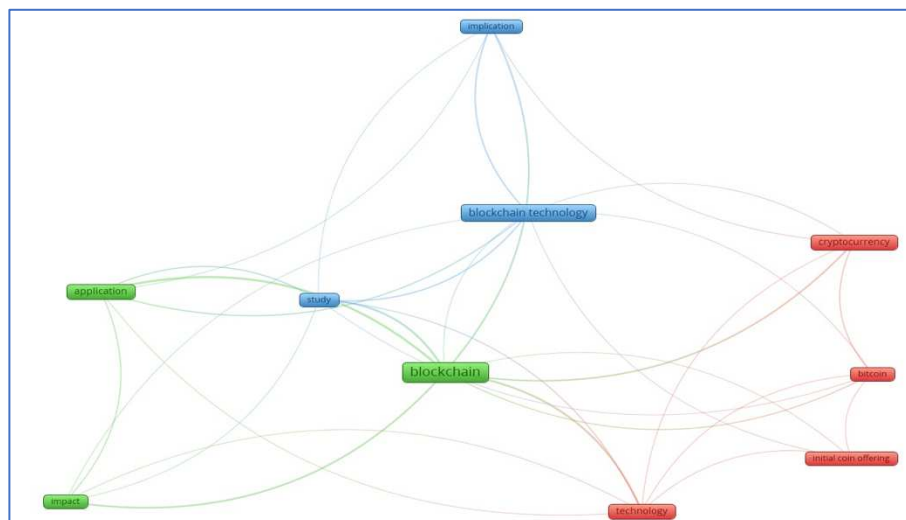 implication
blockchain technology
cryptocurrency
application
study
blockchain
bitcoin
initial coin offering
impact
technology